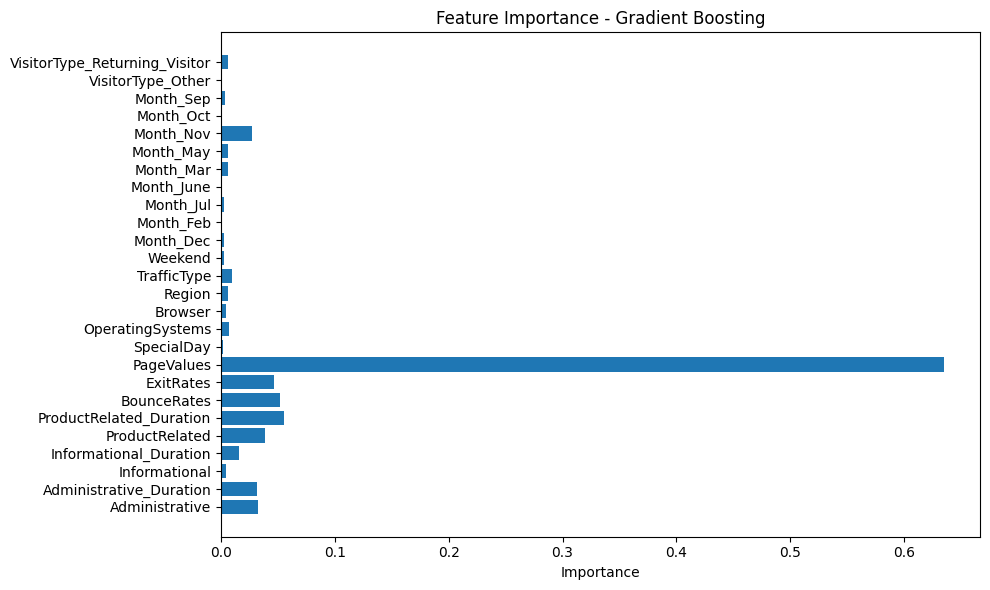 Feature Importance - Gradient Boosting
VisitorType_Returning_Visitor
VisitorType_Other
Month_Sep
Month_Oct
Month_Nov
Month_May
Month_Mar
Month_June
Month_Jul
Month_Feb
Month_Dec
Weekend
TrafficType
Region
Browser
OperatingSystems
SpecialDay
PageValues
ExitRates
BounceRates
ProductRelated_Duration
ProductRelated
Informational_Duration
Informational
Administrative_Duration
Administrative
0.0 0.1 0.2 0.3 0.4 0.5 0.6
Importance